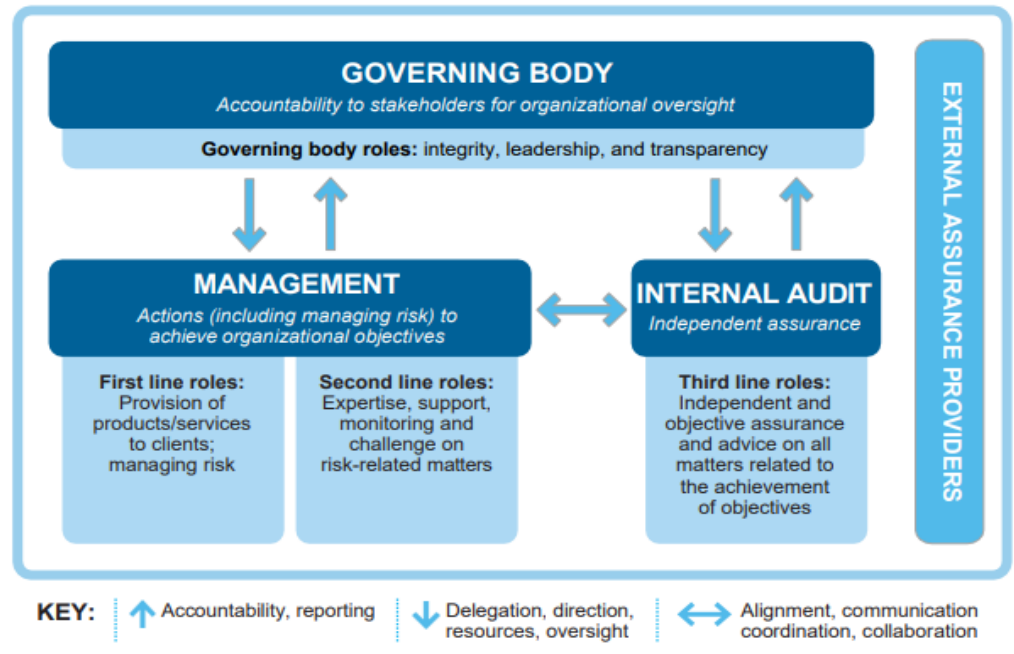 GOVERNING BODY
Accountability to stakeholders for organizational oversight
Governing body roles: integrity, leadership, and transparency
MANAGEMENT
Actions (including managing risk) to
achieve organizational objectives
First line roles:
Provision of
products/services
to clients;
managing risk
Second line roles:
Expertise, support,
monitoring and
challenge on
risk-related matters
INTERNAL AUDIT
Independent assurance
Third line roles:
Independent and
objective assurance
and advice on all
matters related to
the achievement
of objectives
EXTERNAL ASSURANCE PROVIDERS
KEY:
Accountability, reporting
Delegation, direction,
resources, oversight
Alignment, communication
coordination, collaboration